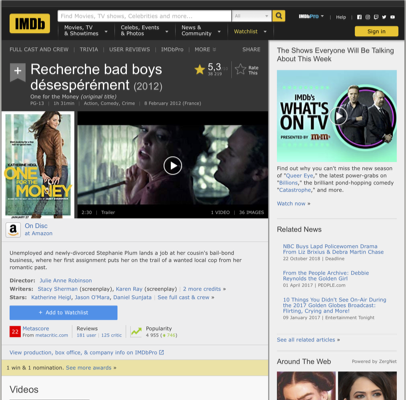 IMDb
Find Movies, TV shows, Celebrities and more...
All
Movies, TV
& Showtimes
Celebs, Events
& Photos
News &
Community
Watchlist
IMDbPro
Help
Sign in
FULL CAST AND CREW | TRIVIA | USER REVIEWS | IMDbPro | MORE
SHARE
Recherche bad boys
désespérément (2012)
One for the Money (original title)
PG-13 | 1h 31min | Action, Comedy, Crime | 8 February 2012 (France)
5,3
Rate
This
KATHERINE HEIGL
ONE
FOR THE
MONEY
JANUARY 27
2:30 | Trailer
1 VIDEO | 36 IMAGES
On Disc
at Amazon
Unemployed and newly-divorced Stephanie Plum lands a job at her cousin's bail-bond
business, where her first assignment puts her on the trail of a wanted local cop from her
romantic past.
Director: Julie Anne Robinson
Writers: Stacy Sherman (screenplay), Karen Ray (screenplay) | 2 more credits »
Stars: Katherine Heigl, Jason O'Mara, Daniel Sunjata | See full cast & crew »
+ Add to Watchlist
22
Metascore
From metacritic.com
Reviews
181 user | 125 critic
Popularity
4 955
View production, box office, & company info on IMDbPro
1 win & 1 nomination. See more awards »
Videos
The Shows Everyone Will Be Talking
About This Week
IMDb's
WHAT'S
ON TV
PRESENTED BY
Find out why you can't miss the new season
of "Queer Eye," the latest power-grabs on
"Billions," the brilliant pond-hopping comedy
"Catastrophe," and more.
Watch now »
Related News
NBC Buys Lapd Policewomen Drama
From Liz Brixius & Debra Martin Chase
22 October 2018 | Deadline
From the People Archive: Debbie
Reynolds the Golden Girl
01 April 2017 | PEOPLE.com
10 Things You Didn't See On-Air During
the 2017 Golden Globes Broadcast:
Flirting, Crying and More!
09 January 2017 | Entertainment Tonight
See all related articles »
Around The Web
Powered by ZergNet